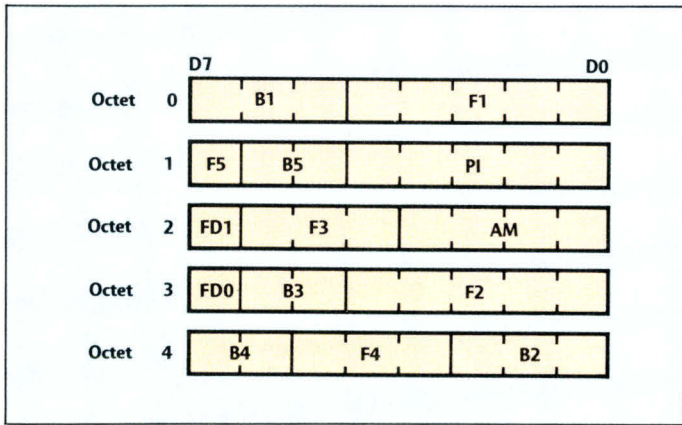 D7 D0
Octet 0 B1 F1
Octet 1 F5 B5 PI
Octet 2 FD1 F3 AM
Octet 3 FD0 B3 F2
Octet 4 B4 F4 B2